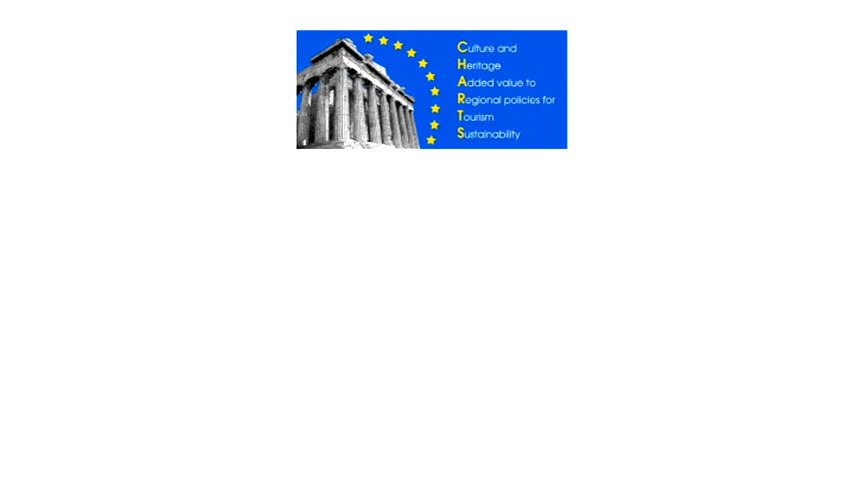 Culture and
Heritage
Added value to
Regional policies for
Tourism
Sustainability